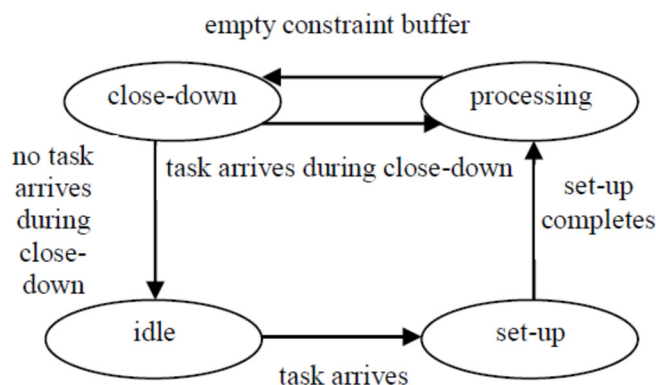 empty constraint buffer
close-down
processing
no task
arrives
during
close-
down
task arrives during close-down
set-up
completes
idle
set-up
task arrives